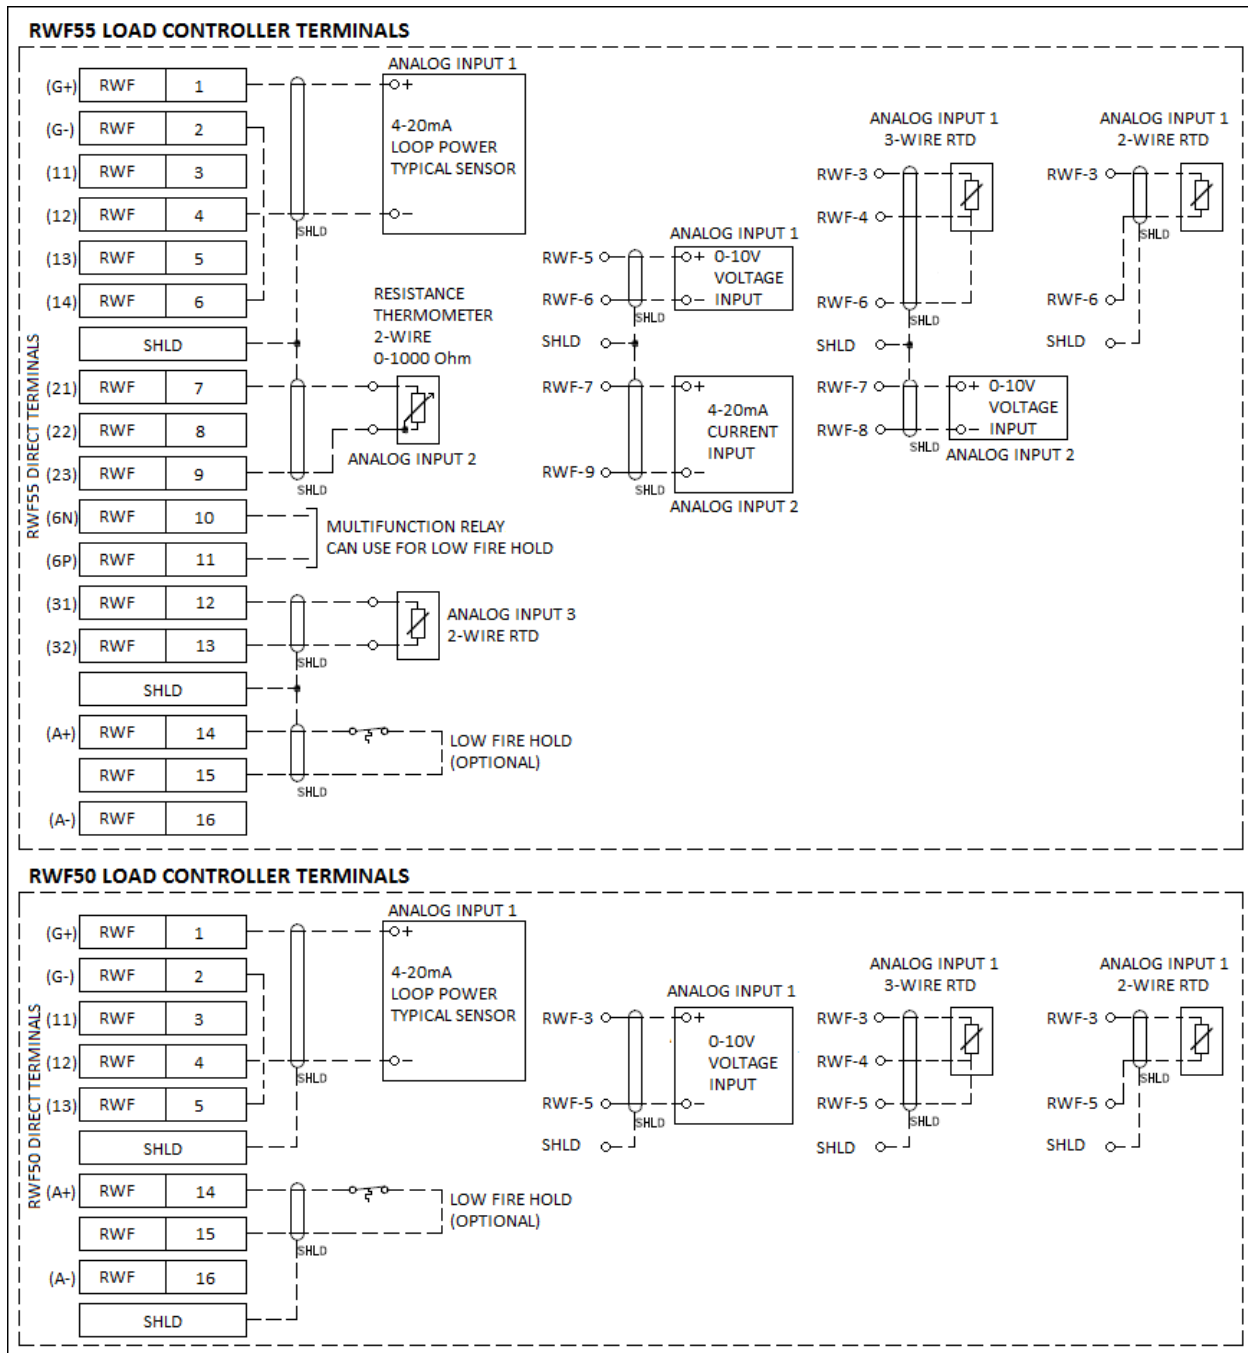 RWF55 LOAD CONTROLLER TERMINALS
RWF55 DIRECT TERMINALS
(G+) RWF 1
(G-) RWF 2
(11) RWF 3
(12) RWF 4
(13) RWF 5
(14) RWF 6
SHLD
(21) RWF 7
(22) RWF 8
(23) RWF 9
(6N) RWF 10
(6P) RWF 11
(31) RWF 12
(32) RWF 13
SHLD
(A+) RWF 14
RWF 15
(A-) RWF 16
ANALOG INPUT 1
+
4-20mA
LOOP POWER
TYPICAL SENSOR
-
SHLD
RESISTANCE
THERMOMETER
2-WIRE
0-1000 Ohm
ANALOG INPUT 2
SHLD
MULTIFUNCTION RELAY
CAN USE FOR LOW FIRE HOLD
ANALOG INPUT 3
2-WIRE RTD
SHLD
LOW FIRE HOLD
(OPTIONAL)
SHLD
ANALOG INPUT 1
RWF-5 + 0-10V
VOLTAGE
RWF-6 - INPUT
SHLD
SHLD
RWF-7 +
4-20mA
CURRENT
INPUT
RWF-9 -
SHLD
ANALOG INPUT 2
ANALOG INPUT 1
3-WIRE RTD
RWF-3
RWF-4
RWF-6
SHLD
SHLD
RWF-7 + 0-10V
VOLTAGE
RWF-8 - INPUT
SHLD
ANALOG INPUT 2
ANALOG INPUT 1
2-WIRE RTD
RWF-3
SHLD
RWF-6
SHLD
RWF50 LOAD CONTROLLER TERMINALS
RWF50 DIRECT TERMINALS
(G+) RWF 1
(G-) RWF 2
(11) RWF 3
(12) RWF 4
(13) RWF 5
SHLD
(A+) RWF 14
RWF 15
(A-) RWF 16
SHLD
ANALOG INPUT 1
+
4-20mA
LOOP POWER
TYPICAL SENSOR
-
SHLD
LOW FIRE HOLD
(OPTIONAL)
SHLD
ANALOG INPUT 1
RWF-3 +
0-10V
VOLTAGE
INPUT
RWF-5 -
SHLD
SHLD
ANALOG INPUT 1
3-WIRE RTD
RWF-3
RWF-4
RWF-5
SHLD
SHLD
ANALOG INPUT 1
2-WIRE RTD
RWF-3
SHLD
RWF-5
SHLD